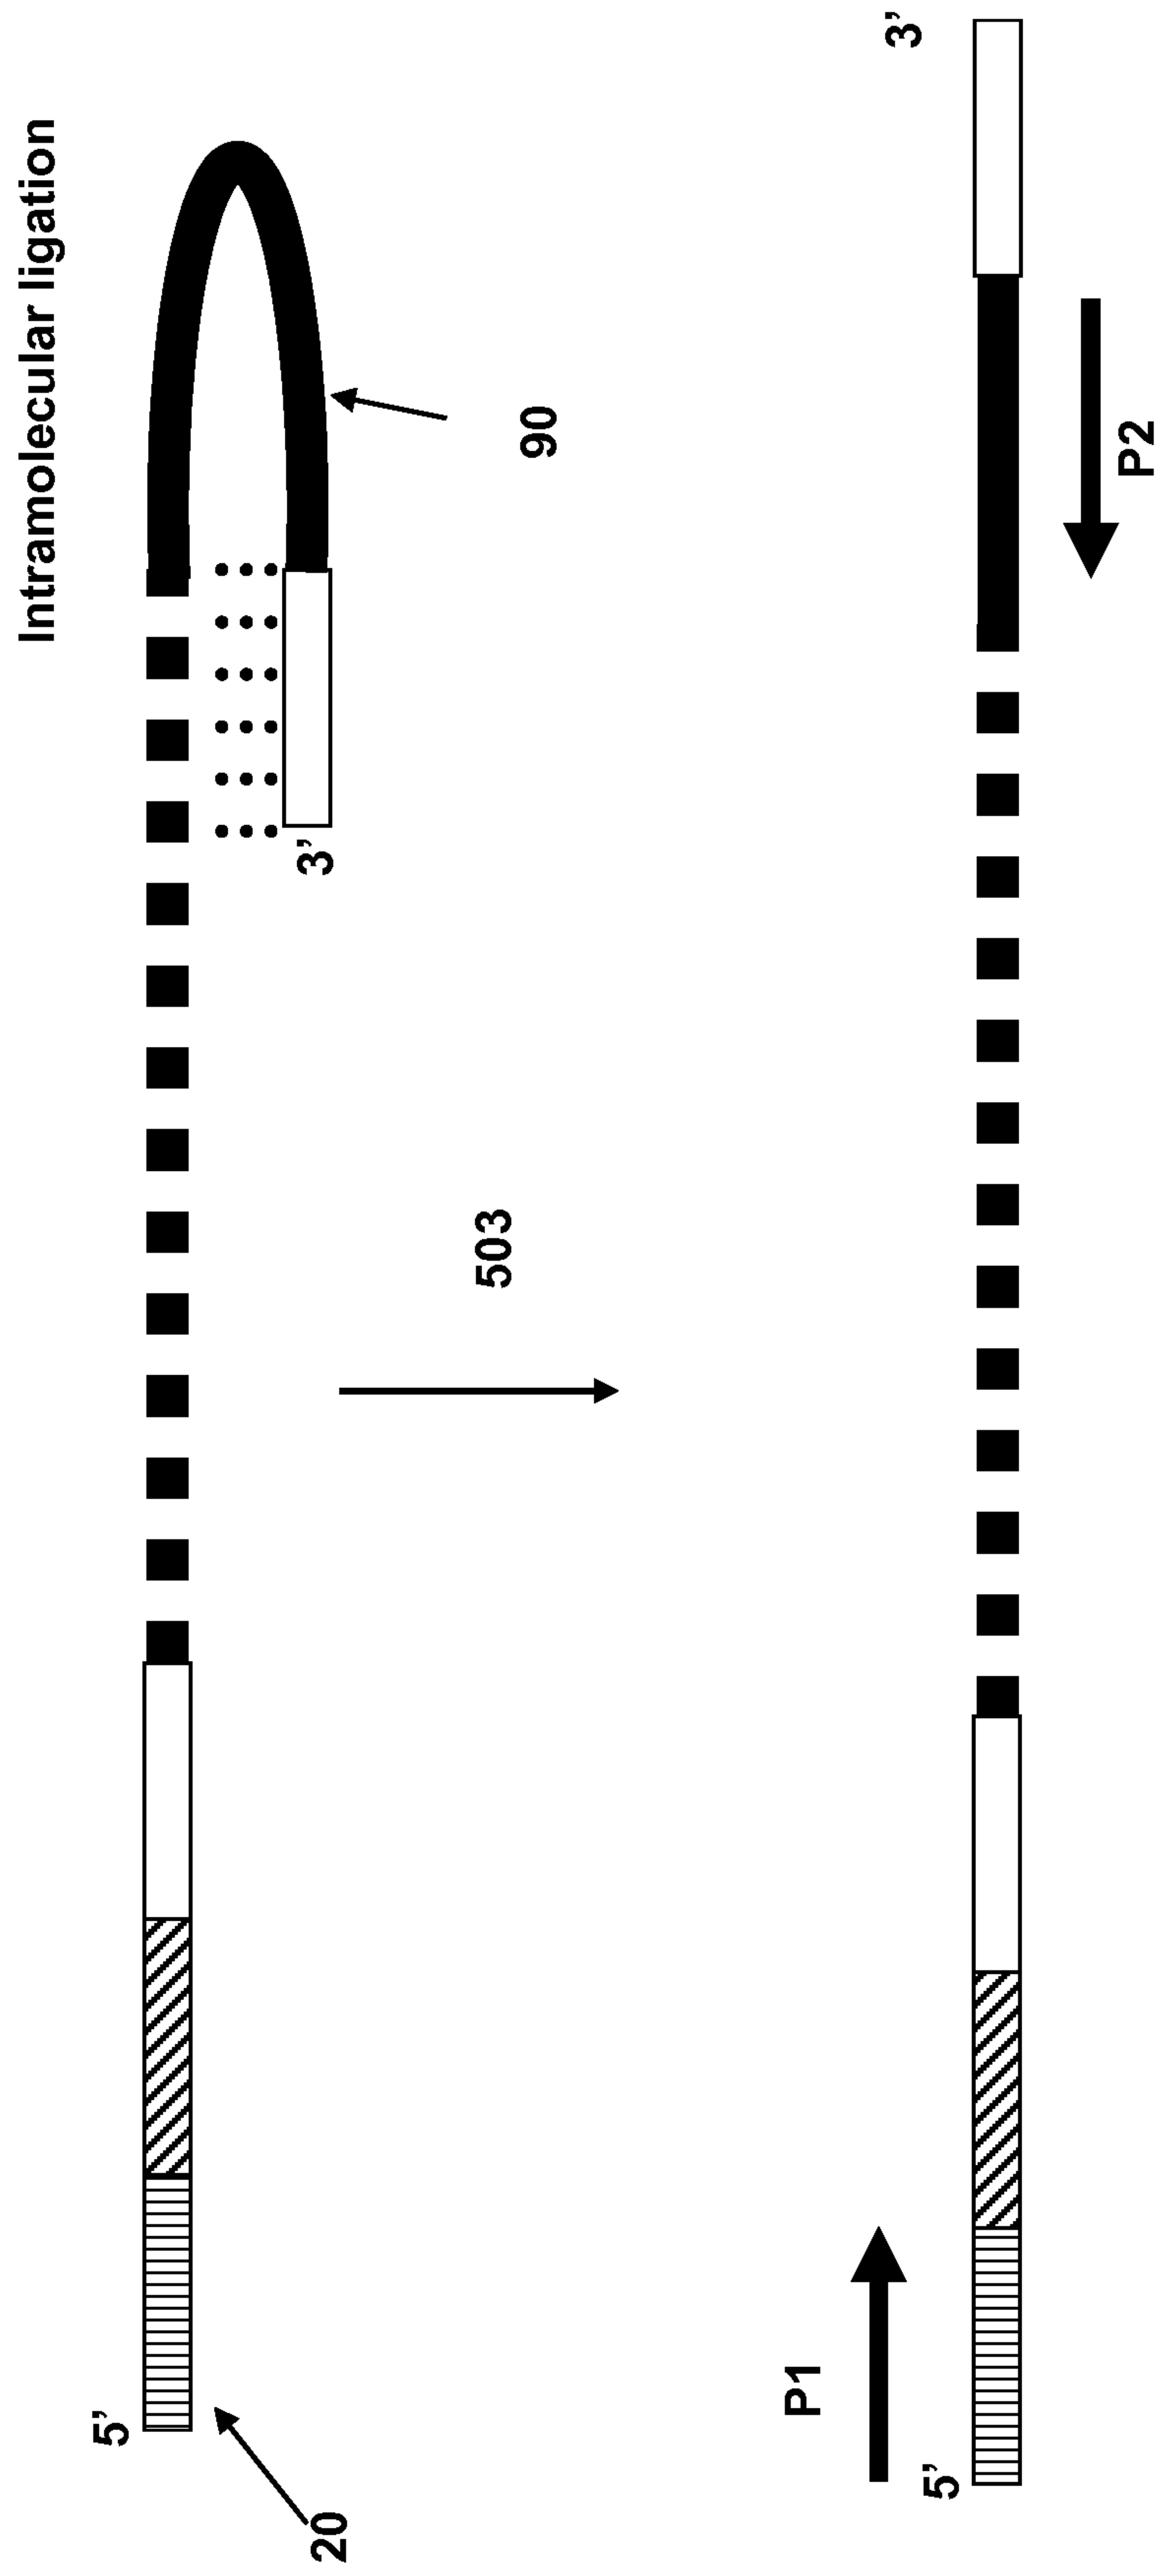 Intramolecular ligation
5’
20
3’
90
503
P1
5’
3’
P2